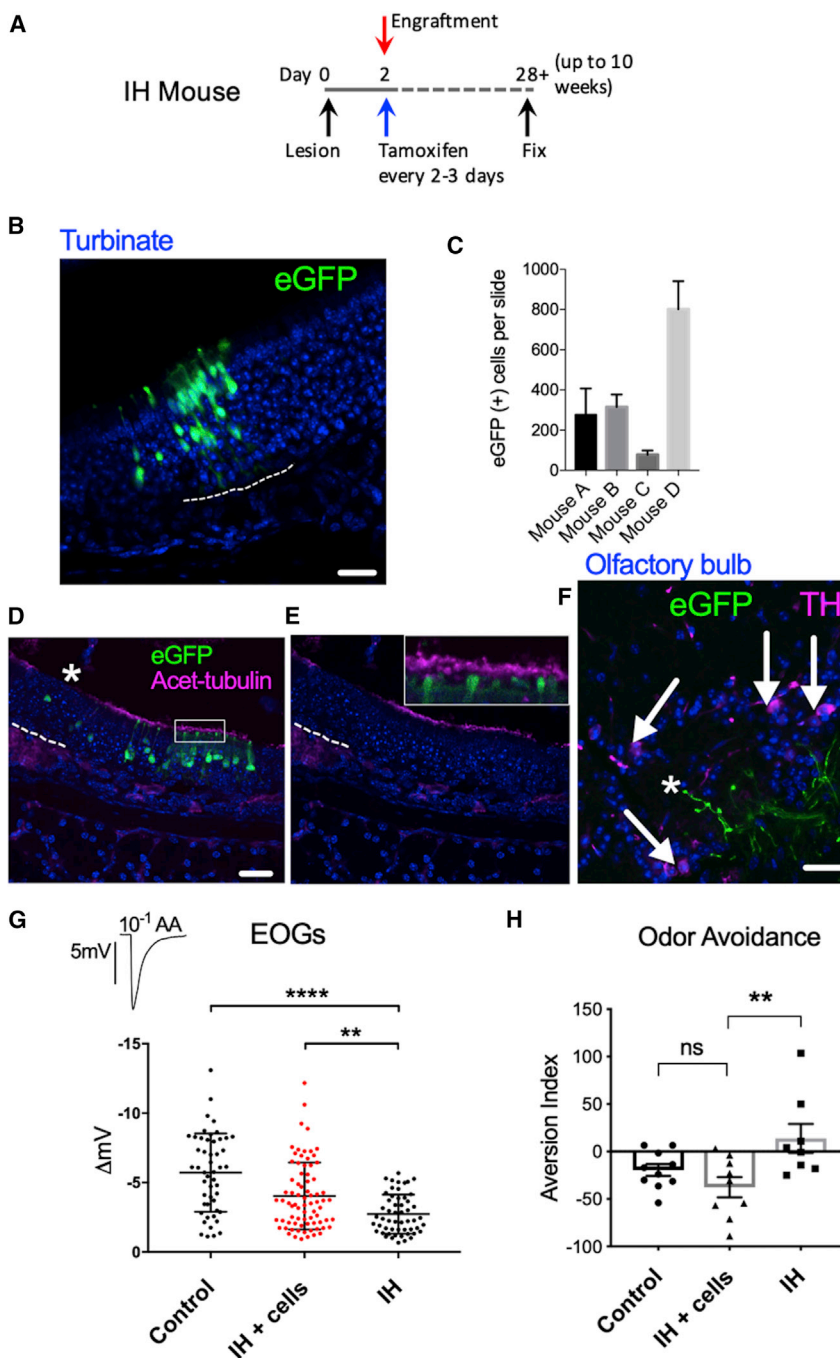 A
Engraftment
Day 0 2 28+ (up to 10 weeks)
IH Mouse
Lesion
Tamoxifen every 2-3 days
Fix
B
Turbinate
eGFP
C
eGFP (+) cells per slide
1000
800
600
400
200
0
Mouse A
Mouse B
Mouse C
Mouse D
D
*
eGFP
Acet-tubulin
E
Olfactory bulb
F
eGFP
TH
*
G
10-1 AA
5mV
EOGs
****
**
ΔmV
-15
-10
-5
0
Control
IH + cells
IH
H
Odor Avoidance
**
ns
Aversion Index
150
100
50
0
-50
-100
Control
IH + cells
IH